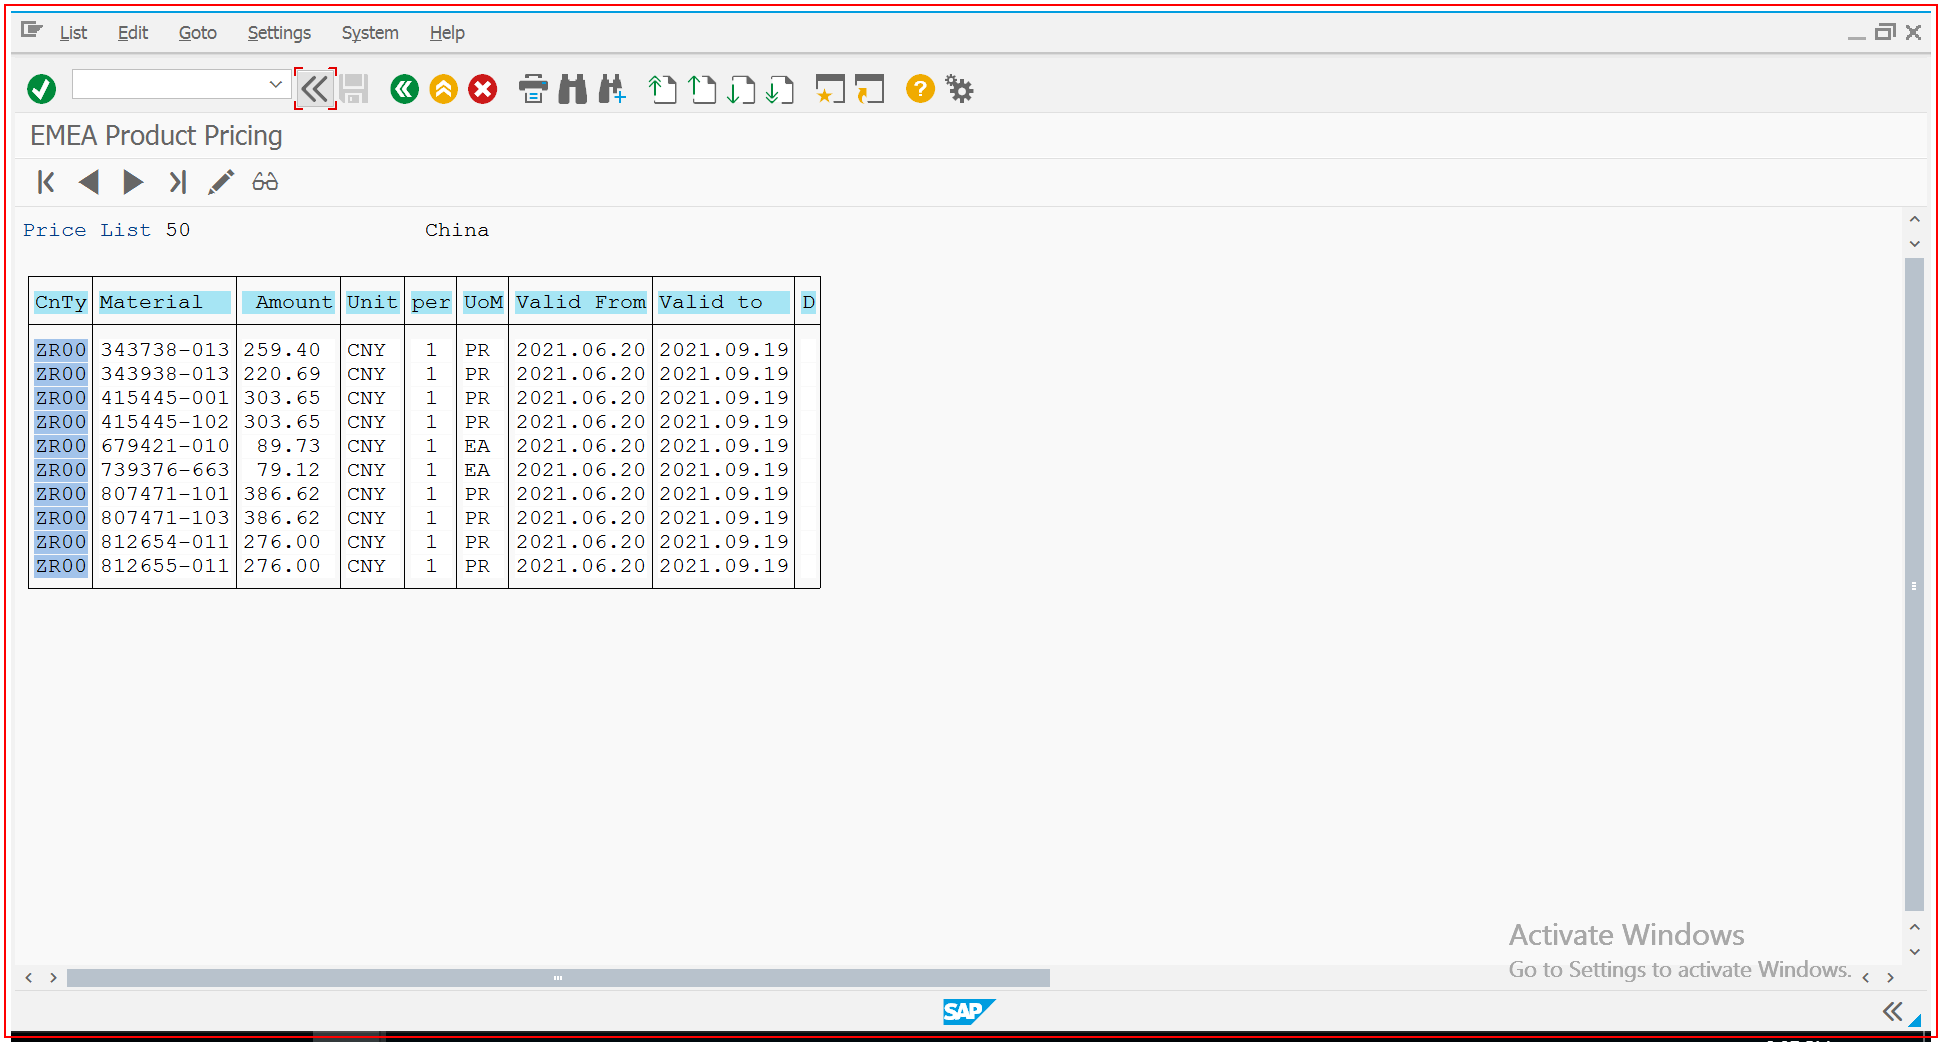 List Edit Goto Settings System Help
EMEA Product Pricing
Price List 50 China
CnTy Material Amount Unit per UoM Valid From Valid to D
ZR00 343738-013 259.40 CNY 1 PR 2021.06.20 2021.09.19
ZR00 343938-013 220.69 CNY 1 PR 2021.06.20 2021.09.19
ZR00 415445-001 303.65 CNY 1 PR 2021.06.20 2021.09.19
ZR00 415445-102 303.65 CNY 1 PR 2021.06.20 2021.09.19
ZR00 679421-010 89.73 CNY 1 EA 2021.06.20 2021.09.19
ZR00 739376-663 79.12 CNY 1 EA 2021.06.20 2021.09.19
ZR00 807471-101 386.62 CNY 1 PR 2021.06.20 2021.09.19
ZR00 807471-103 386.62 CNY 1 PR 2021.06.20 2021.09.19
ZR00 812654-011 276.00 CNY 1 PR 2021.06.20 2021.09.19
ZR00 812655-011 276.00 CNY 1 PR 2021.06.20 2021.09.19
Activate Windows
Go to Settings to activate Windows.
SAP